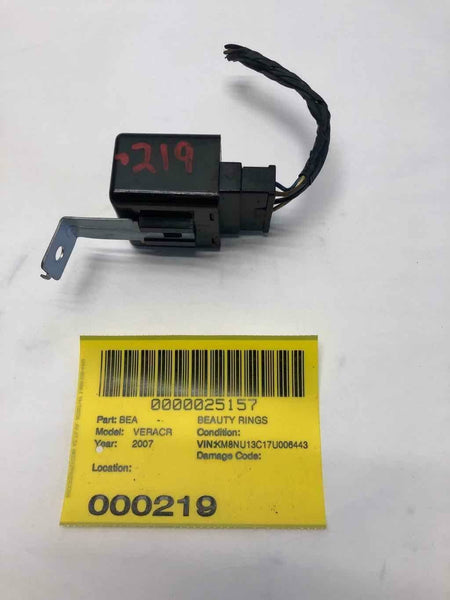 219
0000025157
Part: BEA BEAUTY RINGS
Model: VERACR Condition:
Year: 2007 VIN:KM8NU13C17U006443
Damage Code:
Location:
000219